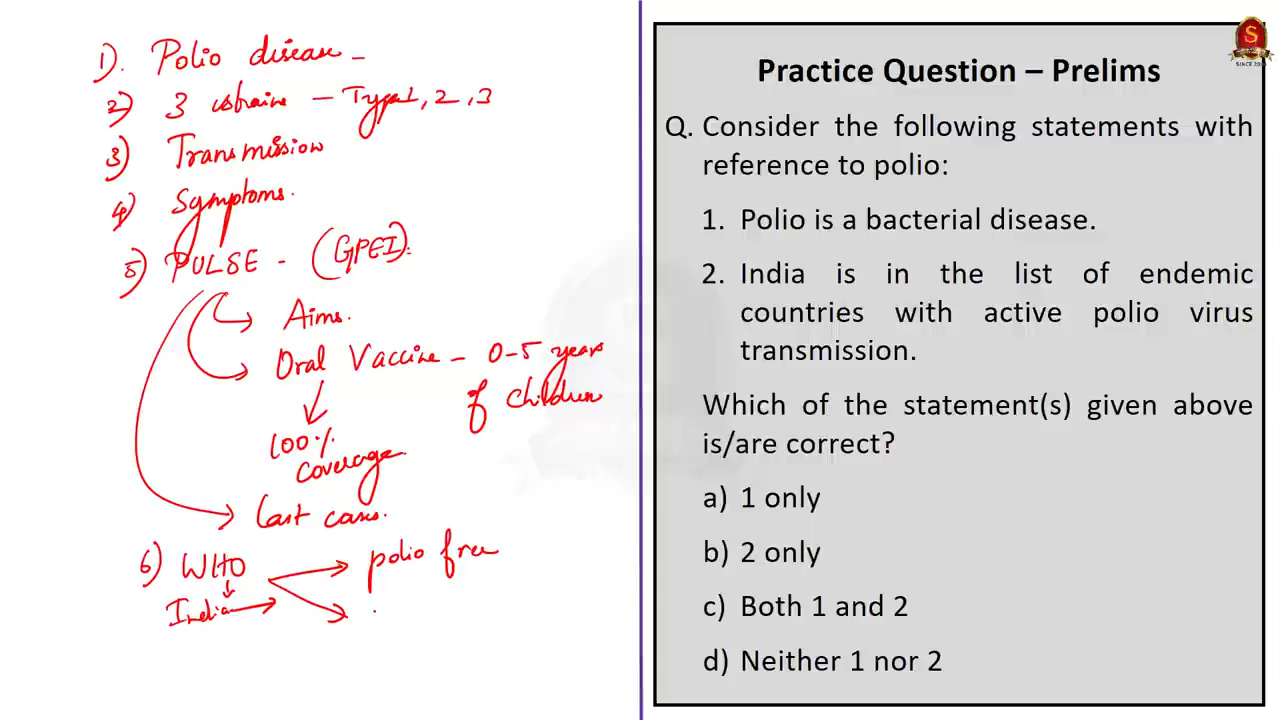 1). Polio disease -
2) 3 strains - Type 1, 2, 3
3) Transmission
4) Symptoms.
5) PULSE - (GPEI).
Aims.
Oral Vaccine - 0-5 years
of children
100%
coverage
Last cases.
6) WHO
polio free
India
S
SINCE
Practice Question – Prelims
Q. Consider the following statements with
reference to polio:
1. Polio is a bacterial disease.
2. India is in the list of endemic
countries with active polio virus
transmission.
Which of the statement(s) given above
is/are correct?
a) 1 only
b) 2 only
c) Both 1 and 2
d) Neither 1 nor 2